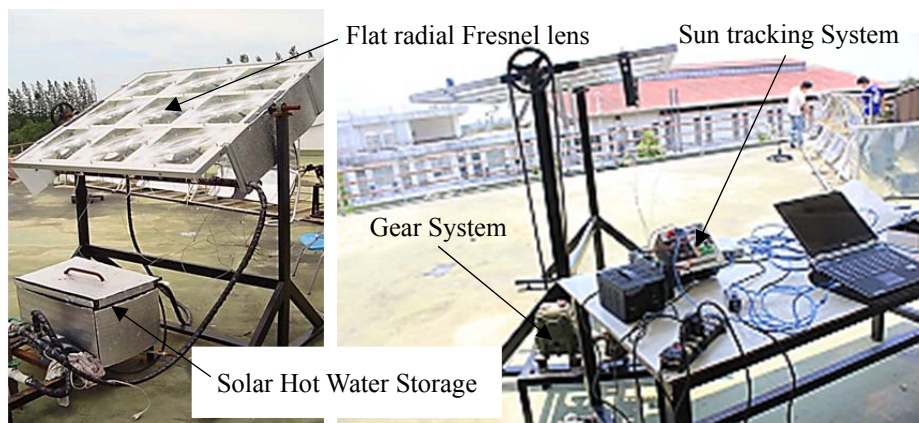 Flat radial Fresnel lens
Sun tracking System
Gear System
Solar Hot Water Storage